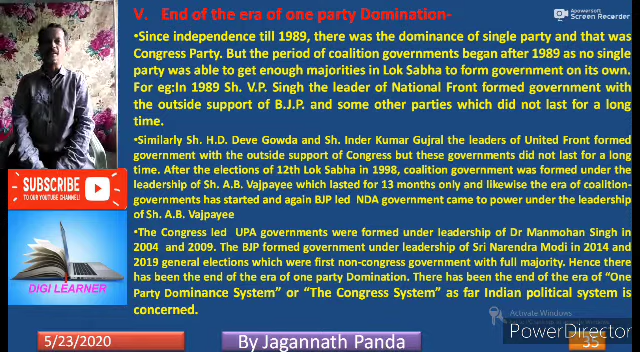 V. End of the era of one party Domination-
Apowersoft
Screen Recorder
•Since independence till 1989, there was the dominance of single party and that was
Congress Party. But the period of coalition governments began after 1989 as no single
party was able to get enough majorities in Lok Sabha to form government on its own.
For eg:In 1989 Sh. V.P. Singh the leader of National Front formed government with
the outside support of B.J.P. and some other parties which did not last for a long
time.
•Similarly Sh. H.D. Deve Gowda and Sh. Inder Kumar Gujral the leaders of United Front formed
government with the outside support of Congress but these governments did not last for a long
time. After the elections of 12th Lok Sabha in 1998, coalition government was formed under the
leadership of Sh. A.B. Vajpayee which lasted for 13 months only and likewise the era of coalition-
governments has started and again BJP led NDA government came to power under the leadership
of Sh. A.B. Vajpayee
•The Congress led UPA governments were formed under leadership of Dr Manmohan Singh in
2004 and 2009. The BJP formed government under leadership of Sri Narendra Modi in 2014 and
2019 general elections which were first non-congress government with full majority. Hence there
has been the end of the era of one party Domination. There has been the end of the era of "One
Party Dominance System" or "The Congress System" as far Indian political system is
concerned.
SUBSCRIBE
TO OUR YOUTUBE CHANNEL
DIGI LEARNER
Activate Windows
PowerDirector
5/23/2020
By Jagannath Panda
35